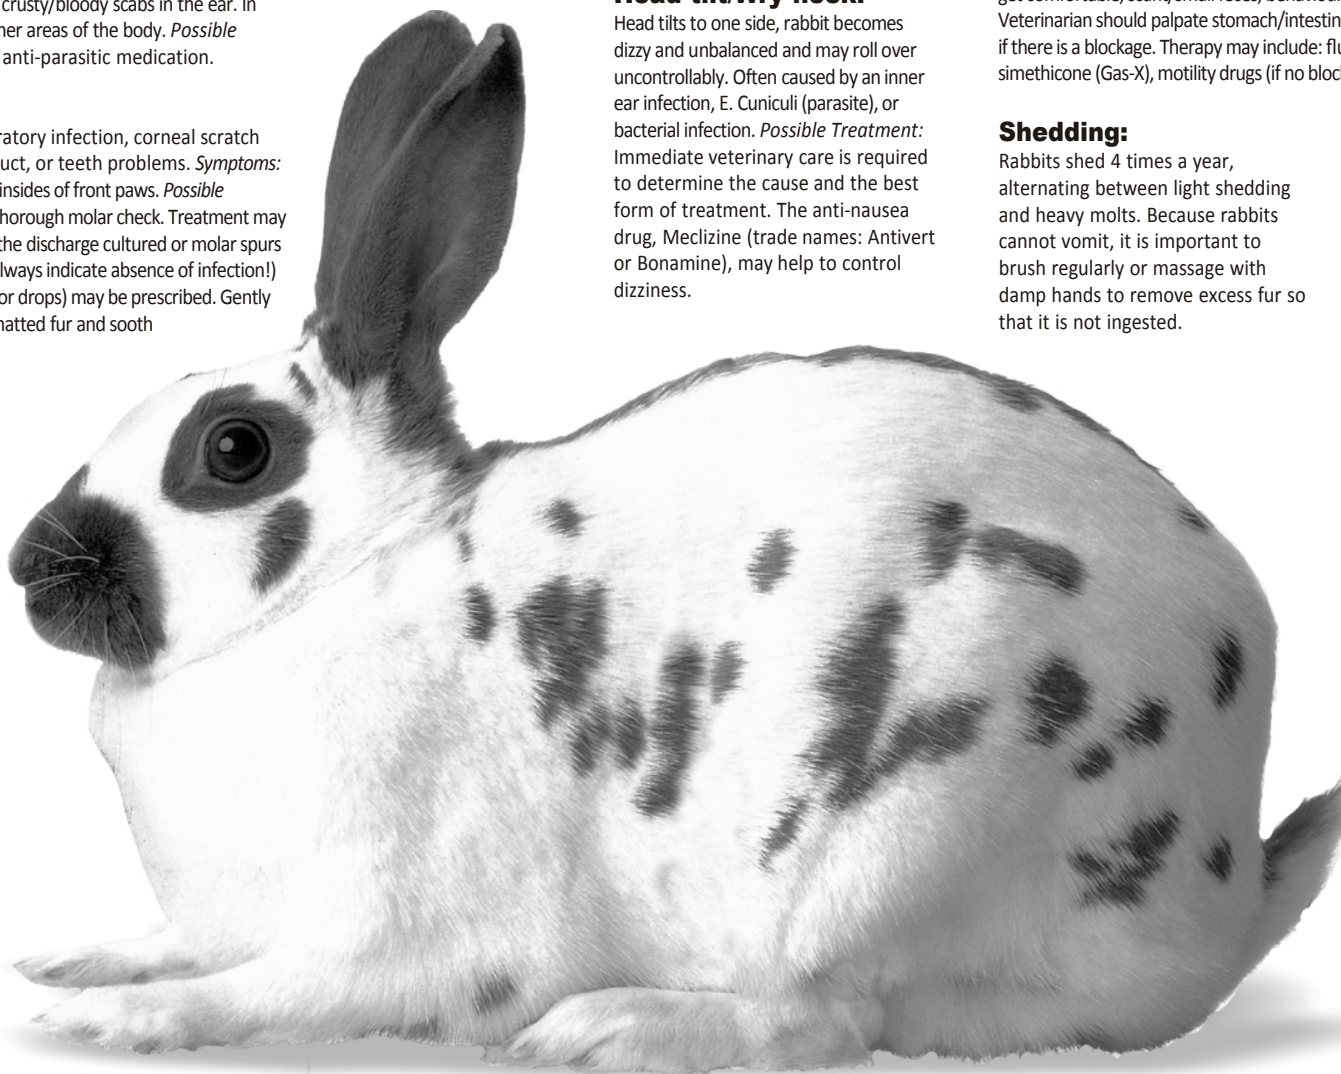 crusty/bloody scabs in the ear. In
areas of the body. Possible
anti-parasitic medication.
infection, corneal scratch
or teeth problems. Symptoms:
insides of front paws. Possible
thorough molar check. Treatment may
the discharge cultured or molar spurs
always indicate absence of infection!)
or drops) may be prescribed. Gently
matted fur and sooth
Head tilt/wry neck:
Head tilts to one side, rabbit becomes
dizzy and unbalanced and may roll over
uncontrollably. Often caused by an inner
ear infection, E. Cuniculi (parasite), or
bacterial infection. Possible Treatment:
Immediate veterinary care is required
to determine the cause and the best
form of treatment. The anti-nausea
drug, Meclizine (trade names: Antivert
or Bonamine), may help to control
dizziness.
Veterinarian should palpate stomach/intestin
if there is a blockage. Therapy may include: flu
simethicone (Gas-X), motility drugs (if no bloc
Shedding:
Rabbits shed 4 times a year,
alternating between light shedding
and heavy molts. Because rabbits
cannot vomit, it is important to
brush regularly or massage with
damp hands to remove excess fur so
that it is not ingested.